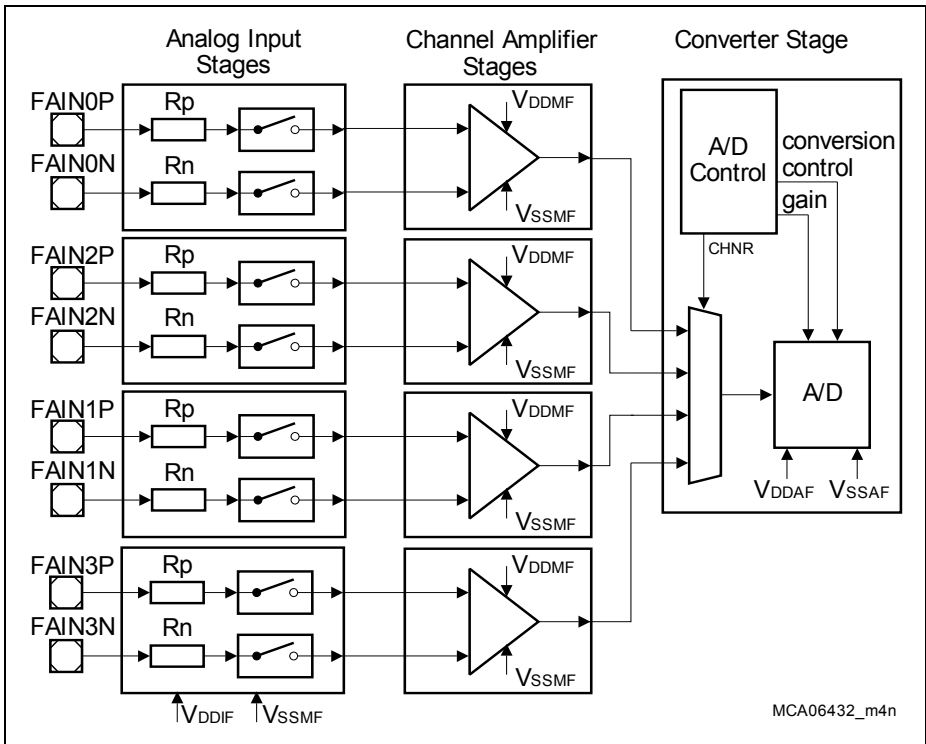 Analog Input
Stages
Channel Amplifier
Stages
Converter Stage
FAIN0P
Rp
FAIN0N
Rn
VDDMF
VSSMF
A/D
Control
conversion
control
gain
CHNR
FAIN2P
Rp
FAIN2N
Rn
VDDMF
VSSMF
A/D
VDDAF
VSSAF
FAIN1P
Rp
FAIN1N
Rn
VDDMF
VSSMF
FAIN3P
Rp
FAIN3N
Rn
VDDMF
VSSMF
VDDIF
VSSMF
MCA06432_m4n